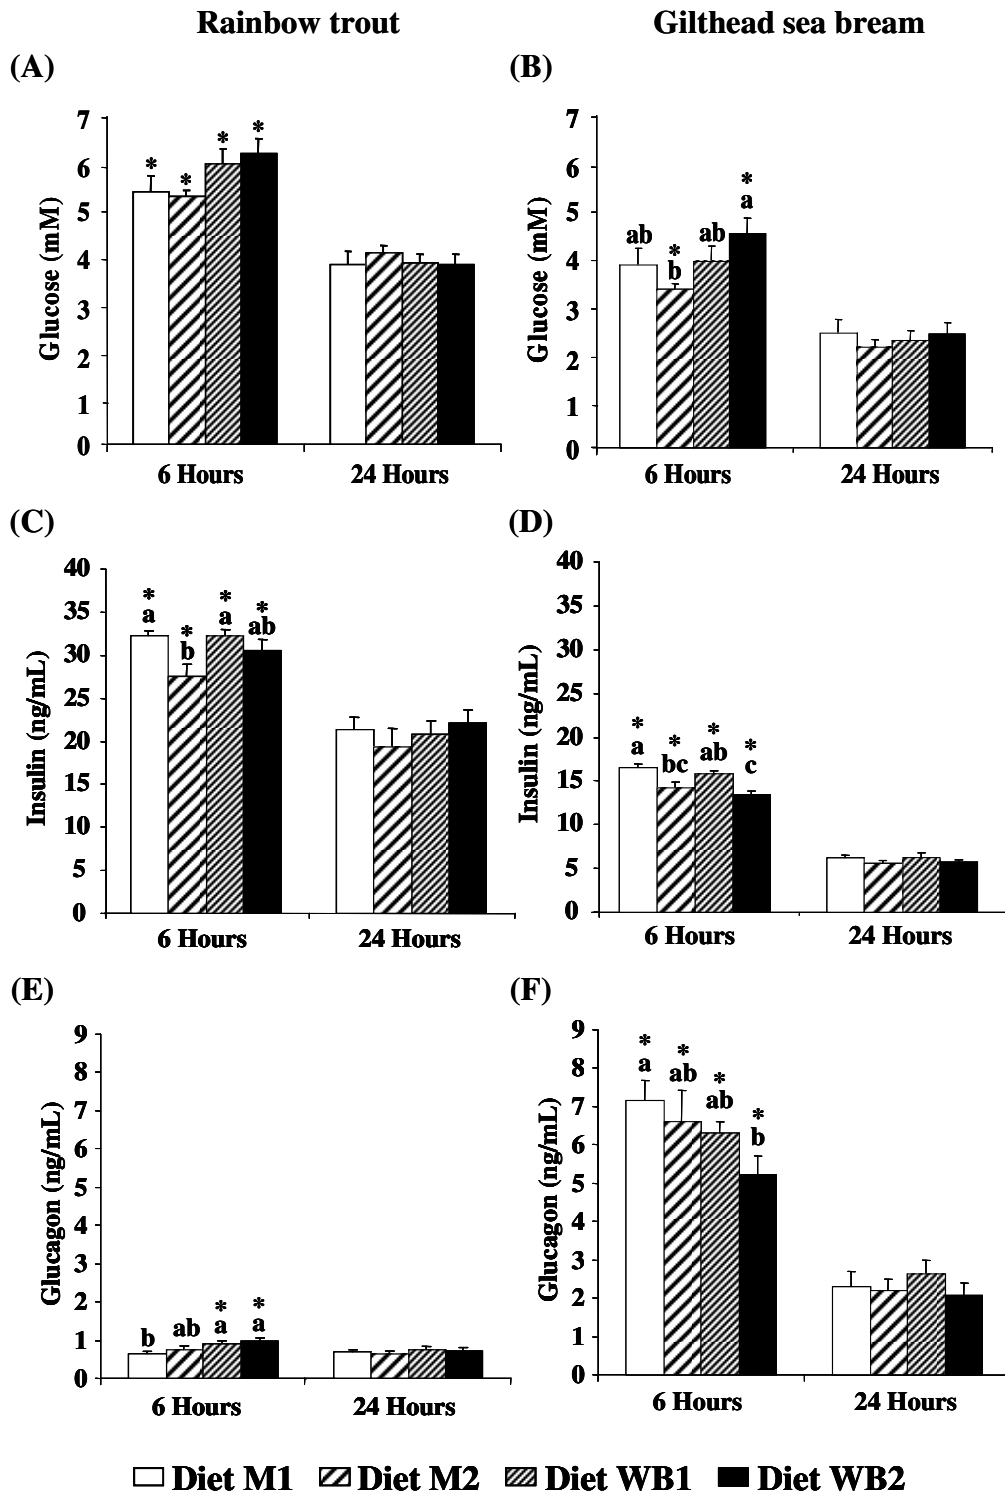 Rainbow trout
Gilthead sea bream
(A)
7
6
5
4
3
2
1
0
Glucose (mM)
* * * *
6 Hours
24 Hours
(B)
7
6
5
4
3
2
1
0
Glucose (mM)
ab
*
b
ab
*
a
6 Hours
24 Hours
(C)
40
35
30
25
20
15
10
5
0
Insulin (ng/mL)
*
a
*
b
*
a
*
ab
6 Hours
24 Hours
(D)
40
35
30
25
20
15
10
5
0
Insulin (ng/mL)
*
a
*
bc
*
ab
*
c
6 Hours
24 Hours
(E)
9
8
7
6
5
4
3
2
1
0
Glucagon (ng/mL)
b
ab
*
a
*
a
6 Hours
24 Hours
(F)
9
8
7
6
5
4
3
2
1
0
Glucagon (ng/mL)
*
a
*
ab
*
ab
*
b
6 Hours
24 Hours
Diet M1 Diet M2 Diet WB1 Diet WB2